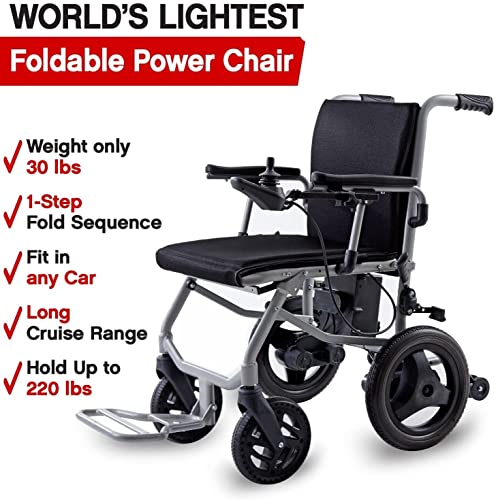 WORLD'S LIGHTEST
Foldable Power Chair
Weight only
30 lbs
1-Step
Fold Sequence
Fit in
any Car
Long
Cruise Range
Hold Up to
220 lbs